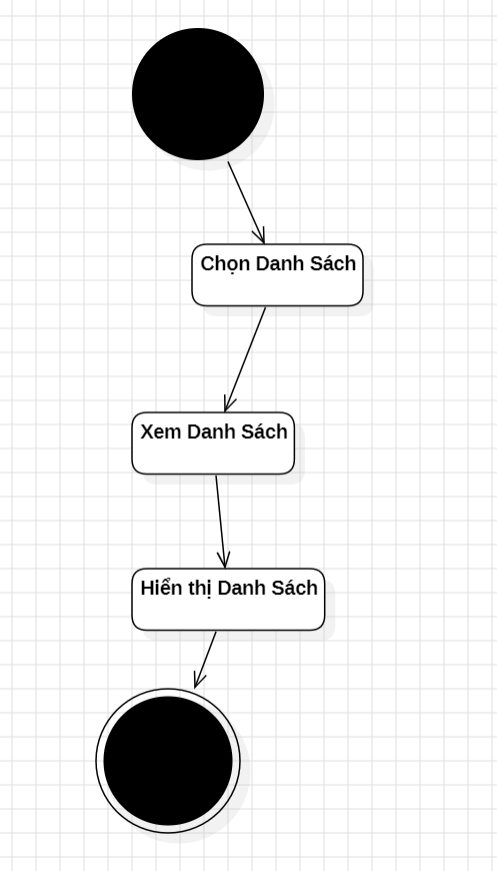 Chọn Danh Sách
Xem Danh Sách
Hiển thị Danh Sách